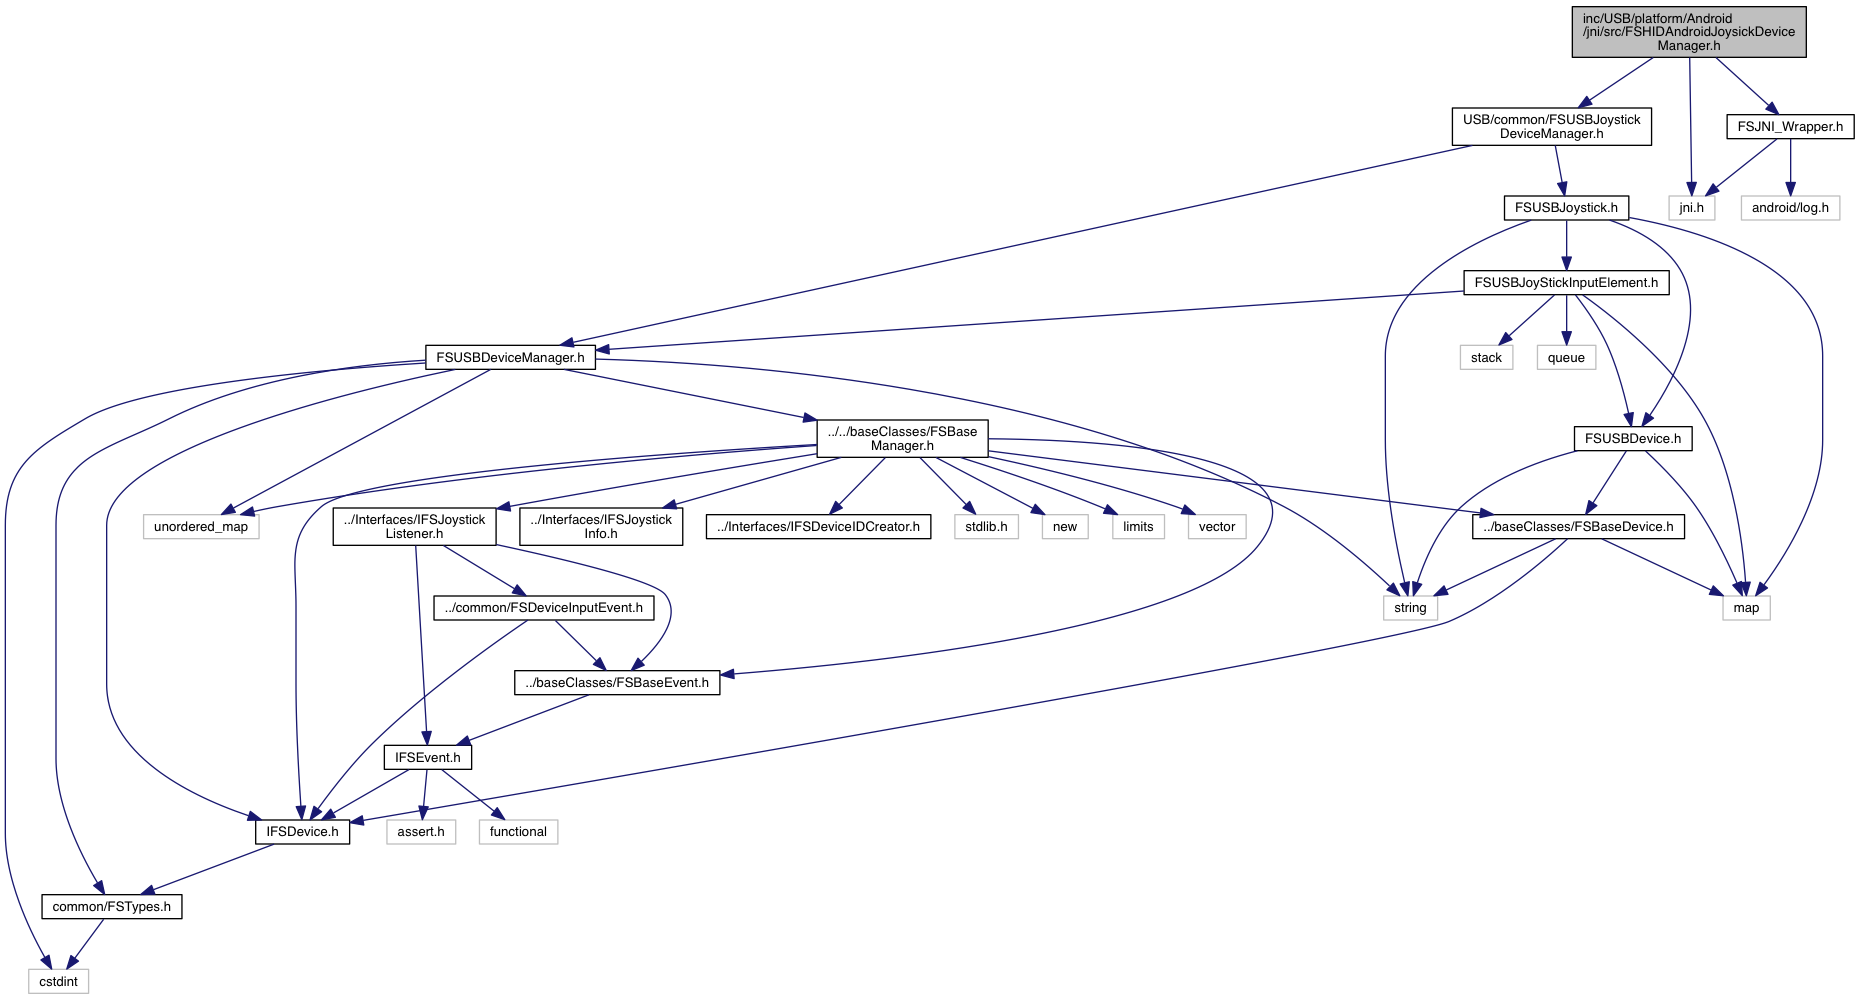 inc/USB/platform/Android
/jni/src/FSHIDAndroidJoysickDevice
Manager.h
USB/common/FSUSBJoystick
DeviceManager.h
FSJNI_Wrapper.h
FSUSBJoystick.h
jni.h
android/log.h
FSUSBJoyStickInputElement.h
FSUSBDeviceManager.h
stack
queue
../../baseClasses/FSBase
Manager.h
FSUSBDevice.h
unordered_map
../Interfaces/IFSJoystick
Listener.h
../Interfaces/IFSJoystick
Info.h
../Interfaces/IFSDeviceIDCreator.h
stdlib.h
new
limits
vector
../baseClasses/FSBaseDevice.h
../common/FSDeviceInputEvent.h
string
map
../baseClasses/FSBaseEvent.h
IFSEvent.h
IFSDevice.h
assert.h
functional
common/FSTypes.h
cstdint